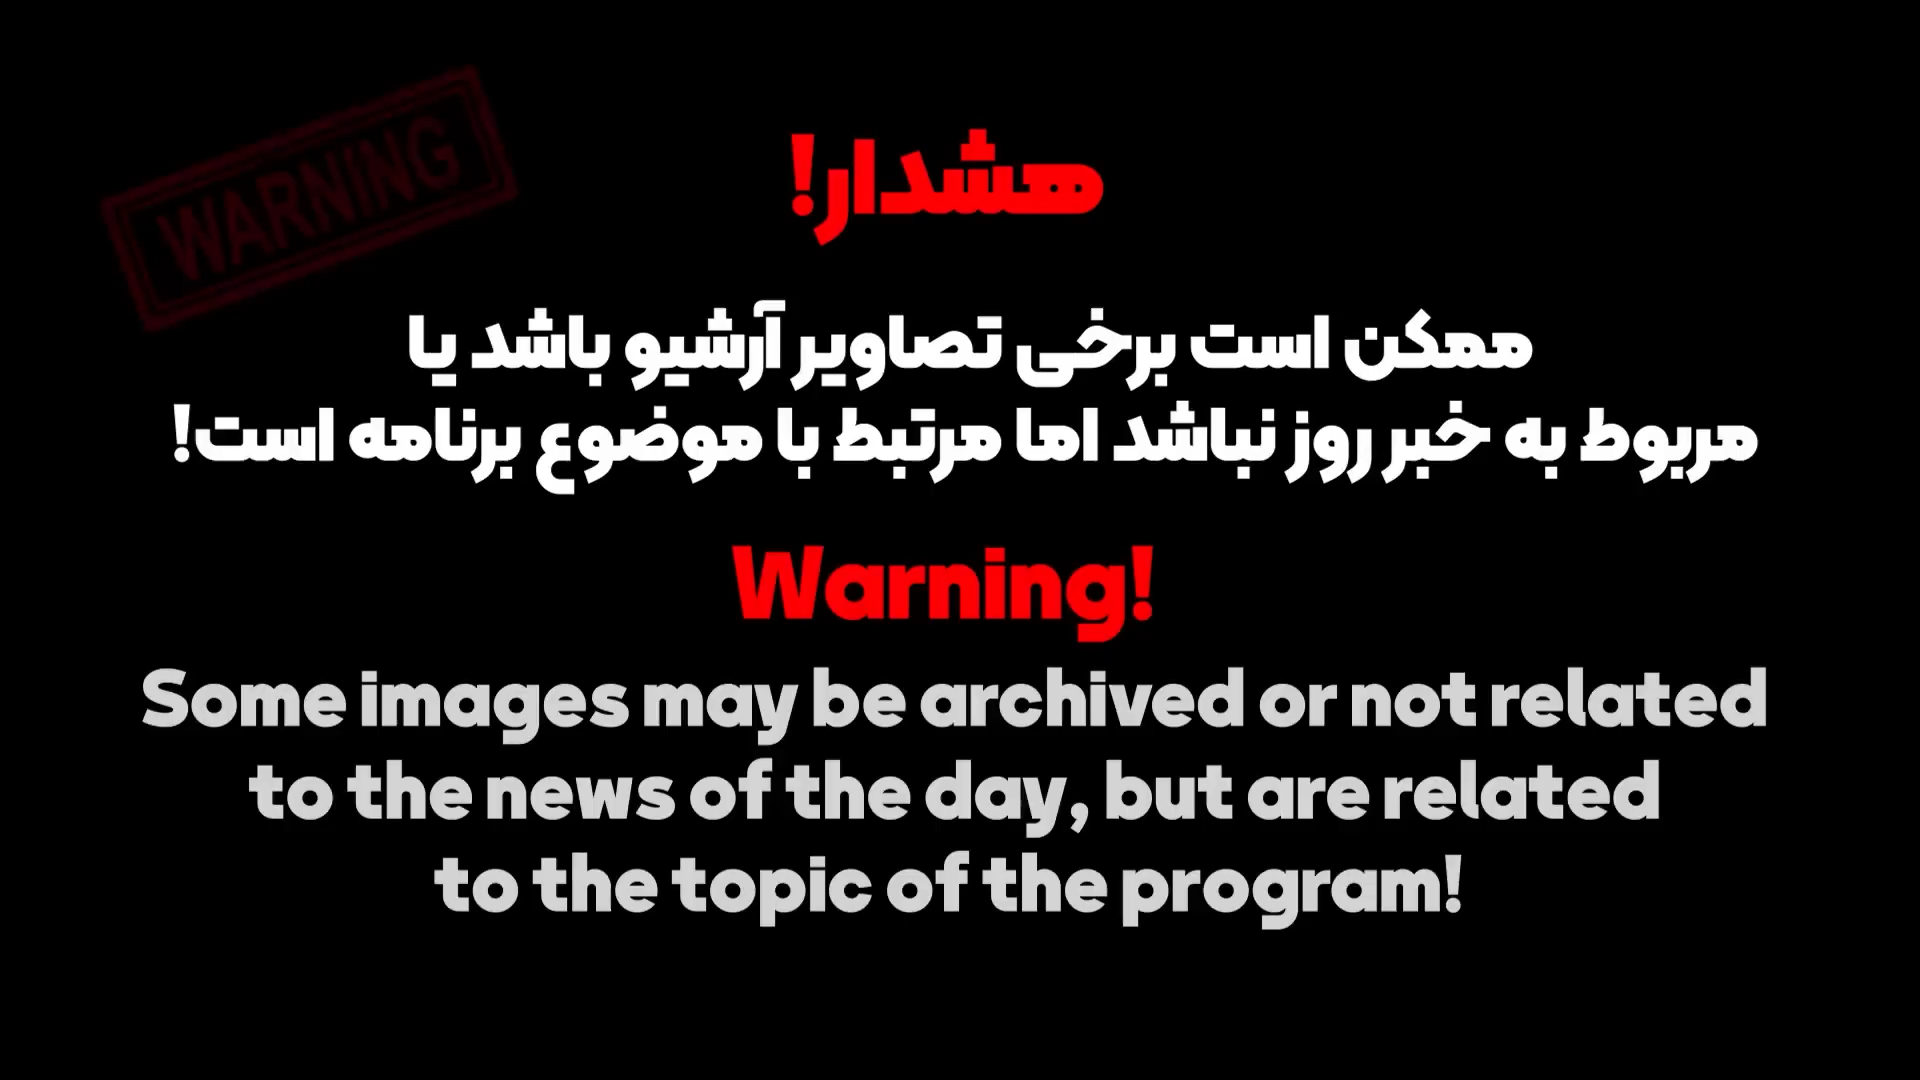 WARNING
هشدار!
ممکن است برخی تصاویر آرشیو باشد یا
مربوط به خبر روز نباشد اما مرتبط با موضوع برنامه است!
Warning!
Some images may be archived or not related
to the news of the day, but are related
to the topic of the program!